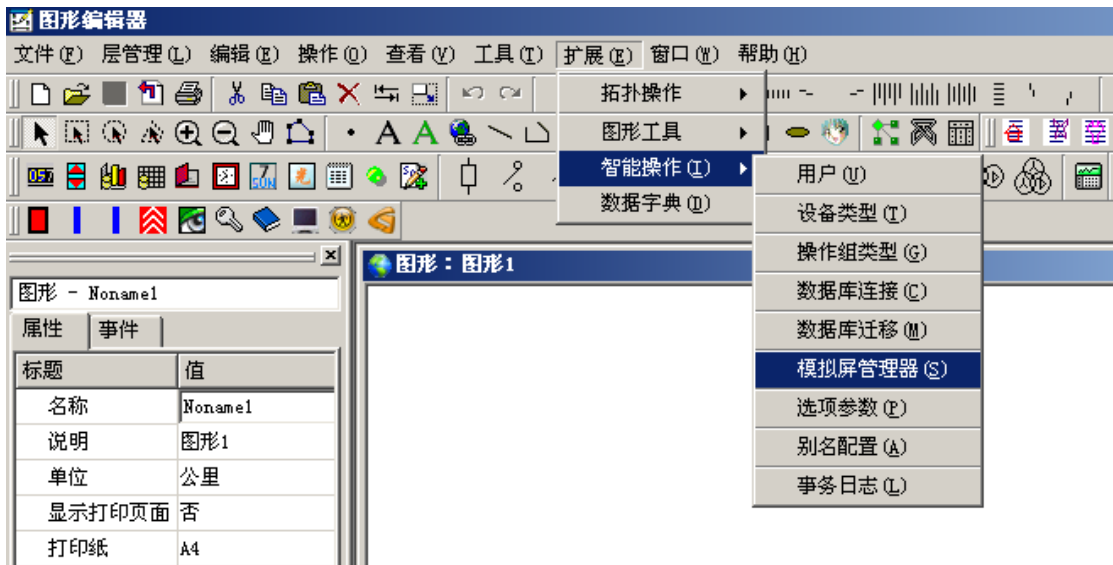 图形编辑器
文件(F) 层管理(L) 编辑(E) 操作(O) 查看(V) 工具(T) 扩展(E) 窗口(W) 帮助(H)
拓扑操作
图形工具
智能操作(I)
数据字典(D)
用户(U)
设备类型(T)
操作组类型(G)
数据库连接(C)
数据库迁移(M)
模拟屏管理器(S)
选项参数(P)
别名配置(A)
事务日志(L)
图形：图形1
图形 - Noname1
属性 事件
标题 值
名称 Noname1
说明 图形1
单位 公里
显示打印页面 否
打印纸 A4